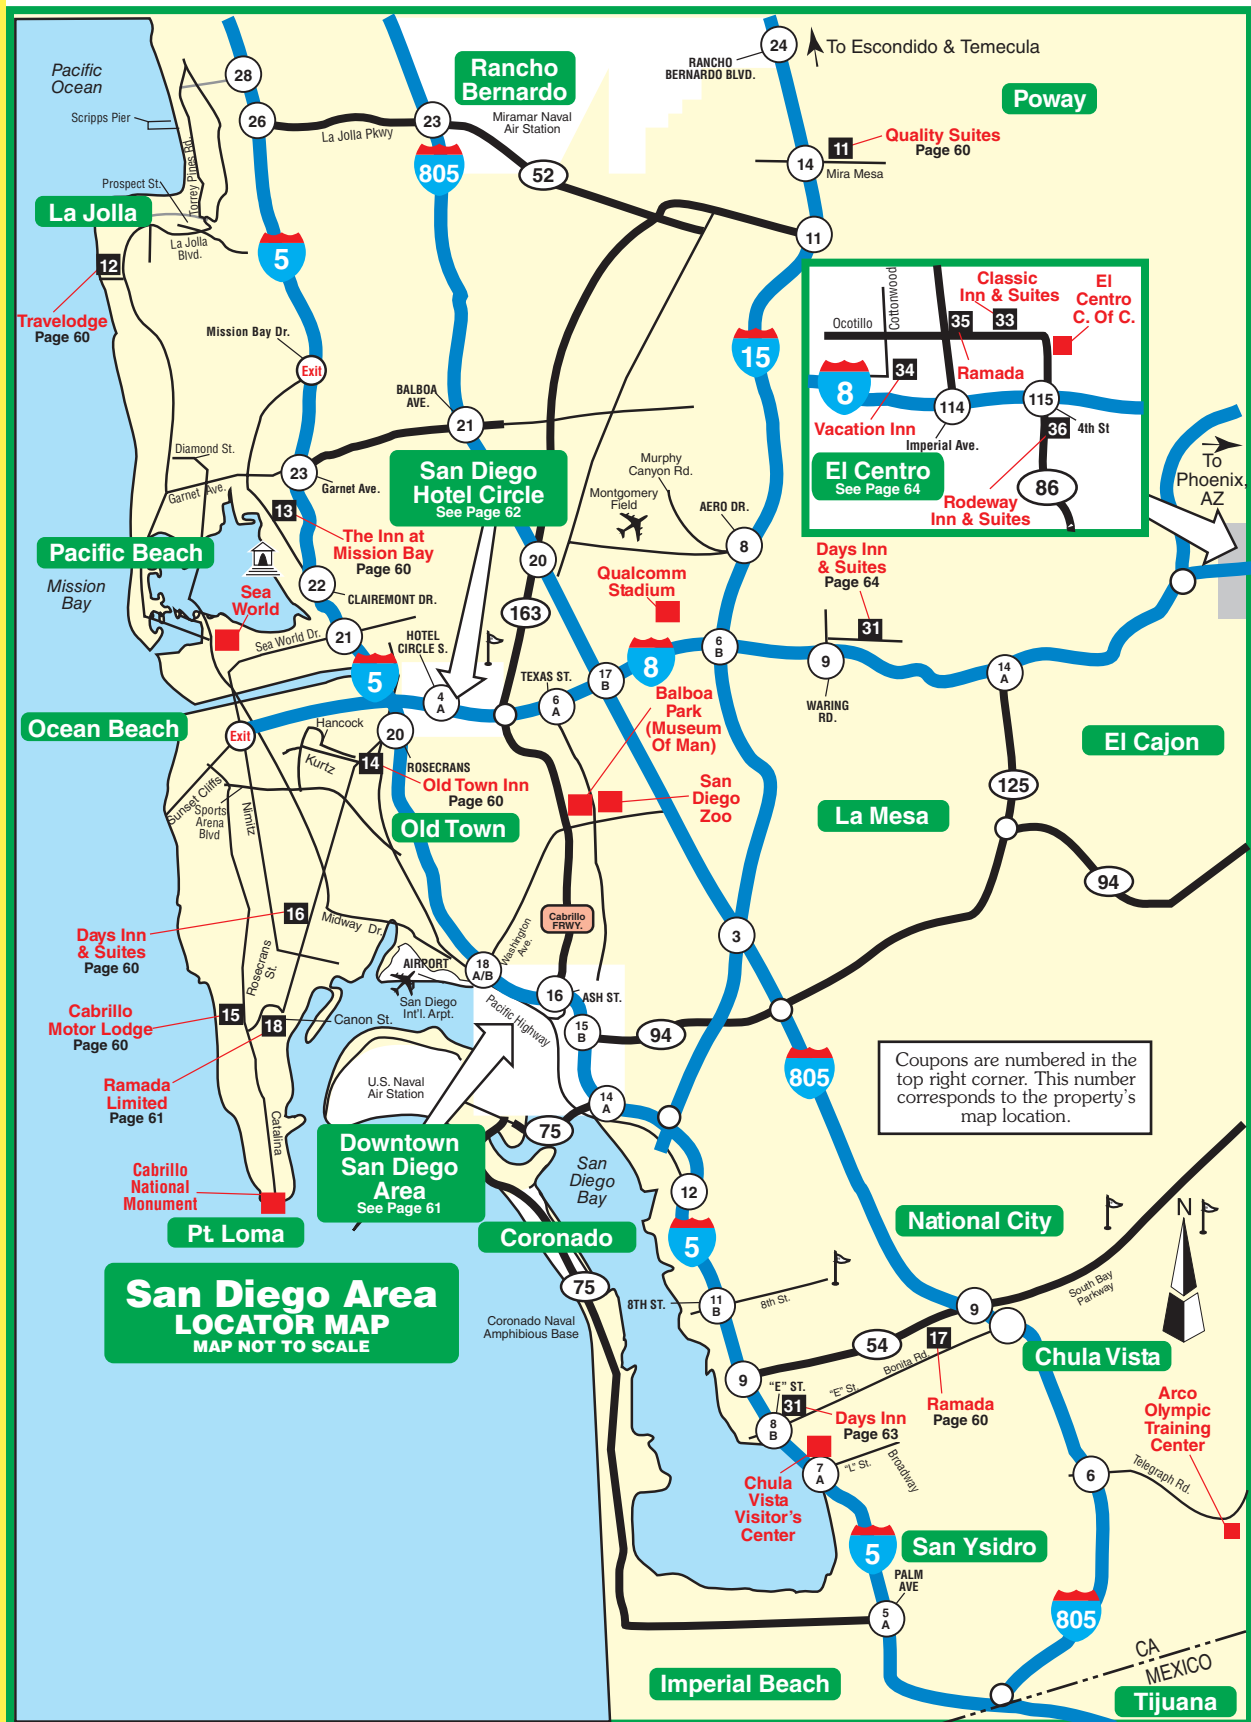 Pacific
Ocean
Scripps Pier
28
26
La Jolla Pkwy
23
805
Rancho
Bernardo
Miramar Naval
Air Station
52
RANCHO
BERNARDO BLVD.
24
To Escondido & Temecula
Poway
11
Quality Suites
Page 60
14
Mira Mesa
11
Torrey Pines Rd.
Prospect St.
La Jolla
La Jolla
Blvd.
5
12
Travelodge
Page 60
Mission Bay Dr.
Exit
15
Ocotillo
Cottonwood
Classic
Inn & Suites
35
33
El
Centro
C. Of C.
Ramada
34
8
Vacation Inn
114
Imperial Ave.
115
4th St
36
El Centro
See Page 64
86
Rodeway
Inn & Suites
To
Phoenix,
AZ
BALBOA
AVE.
21
Diamond St.
Garnet Ave.
23
Garnet Ave.
San Diego
Hotel Circle
See Page 62
Murphy
Canyon Rd.
Montgomery
Field
AERO DR.
8
13
The Inn at
Mission Bay
Page 60
Pacific Beach
Mission
Bay
Sea
World
22
CLAIREMONT DR.
20
163
Qualcomm
Stadium
Days Inn
& Suites
Page 64
31
Sea World Dr.
21
HOTEL
CIRCLE S.
5
4
A
TEXAS ST.
6
A
17
B
8
6
B
9
WARING
RD.
14
A
Ocean Beach
Exit
Hancock
Kurtz
14
20
ROSECRANS
Old Town Inn
Page 60
Balboa
Park
(Museum
Of Man)
San
Diego
Zoo
El Cajon
125
La Mesa
94
Sunset Cliffs
Sports
Arena
Blvd
Nimitz
Old Town
16
Days Inn
& Suites
Page 60
Midway Dr.
Cabrillo
FRWY.
3
Rosecrans
St.
AIRPORT
San Diego
Int'l. Arpt.
18
A/B
Washington
Ave.
16
ASH ST.
Pacific Highway
15
B
94
Cabrillo
Motor Lodge
Page 60
15
18
Canon St.
805
Coupons are numbered in the
top right corner. This number
corresponds to the property's
map location.
Ramada
Limited
Page 61
U.S. Naval
Air Station
14
A
75
Catalina
Downtown
San Diego
Area
See Page 61
San
Diego
Bay
12
Cabrillo
National
Monument
Pt. Loma
Coronado
5
National City
N
San Diego Area
LOCATOR MAP
MAP NOT TO SCALE
75
Coronado Naval
Amphibious Base
8TH ST.
11
B
8th St.
9
South Bay
Parkway
54
17
Bonita Rd.
Chula Vista
9
"E" ST.
31
"E" St.
8
B
Days Inn
Page 63
Ramada
Page 60
Arco
Olympic
Training
Center
7
A
"L" St.
Broadway
6
Telegraph Rd.
Chula
Vista
Visitor's
Center
5
San Ysidro
PALM
AVE
5
A
805
CA
MEXICO
Imperial Beach
Tijuana